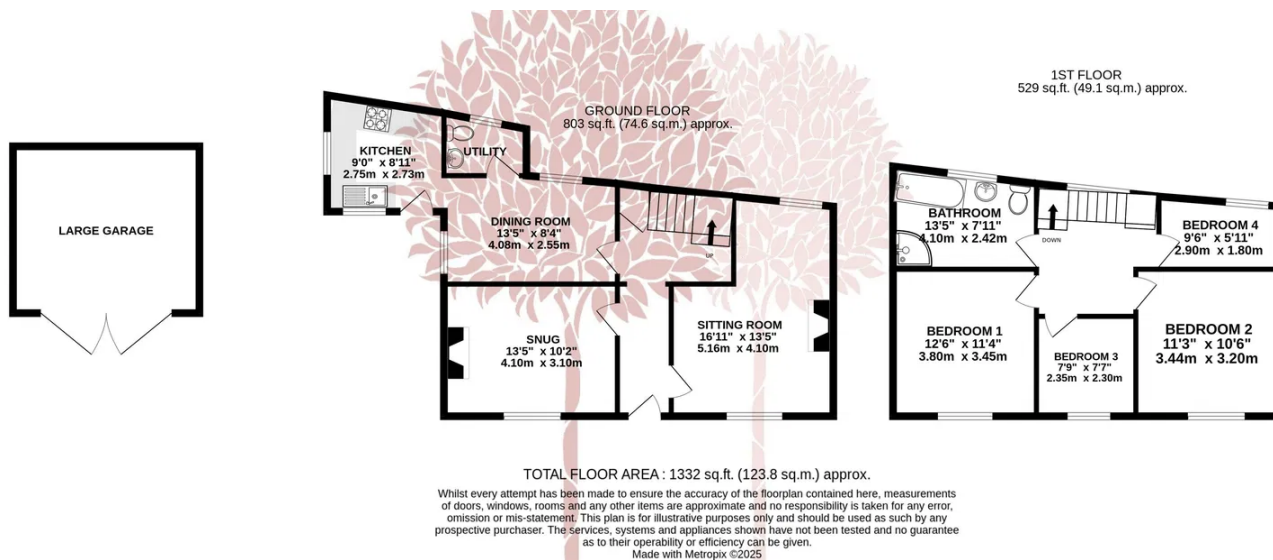 GROUND FLOOR
803 sq.ft. (74.6 sq.m.) approx.
1ST FLOOR
529 sq.ft. (49.1 sq.m.) approx.
LARGE GARAGE
KITCHEN
9'0" x 8'11"
2.75m x 2.73m
UTILITY
DINING ROOM
13'5" x 8'4"
4.08m x 2.55m
UP
SNUG
13'5" x 10'2"
4.10m x 3.10m
SITTING ROOM
16'11" x 13'5"
5.16m x 4.10m
BATHROOM
13'5" x 7'11"
4.10m x 2.42m
DOWN
BEDROOM 4
9'6" x 5'11"
2.90m x 1.80m
BEDROOM 1
12'6" x 11'4"
3.80m x 3.45m
BEDROOM 3
7'9" x 7'7"
2.35m x 2.30m
BEDROOM 2
11'3" x 10'6"
3.44m x 3.20m
TOTAL FLOOR AREA : 1332 sq.ft. (123.8 sq.m.) approx.
Whilst every attempt has been made to ensure the accuracy of the floorplan contained here, measurements
of doors, windows, rooms and any other items are approximate and no responsibility is taken for any error,
omission or mis-statement. This plan is for illustrative purposes only and should be used as such by any
prospective purchaser. The services, systems and appliances shown have not been tested and no guarantee
as to their operability or efficiency can be given.
Made with Metropix ©2025